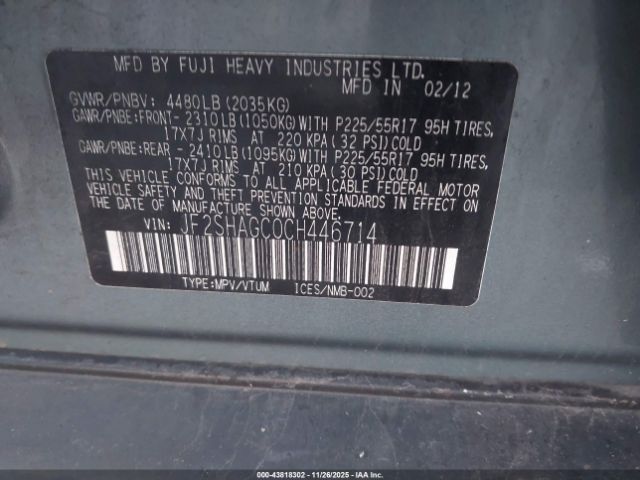 MFD BY FUJI HEAVY INDUSTRIES LTD.
MFD IN 02/12
GVWR/PNBV: 4480LB(2035KG)
GAWR/PNBE:FRONT- 2310LB(1050KG)WITH P225/55R17 95H TIRES,
17X7J RIMS AT 220 KPA(32 PSI)COLD
GAWR/PNBE:REAR - 2410LB(1095KG)WITH P225/55R17 95H TIRES,
17X7J RIMS AT 210 KPA(30 PSI)COLD
THIS VEHICLE CONFORMS TO ALL APPLICABLE FEDERAL MOTOR
VEHICLE SAFETY AND THEFT PREVENTION STANDARDS IN EFFECT ON
THE DATE OF MANUFACTURE SHOWN ABOVE.
VIN: JF2SHAGC0CH446714
TYPE:MPV/VTUM ICES/NMB-002
© Owner - 43818302 - 11/26/2025 - IAAI